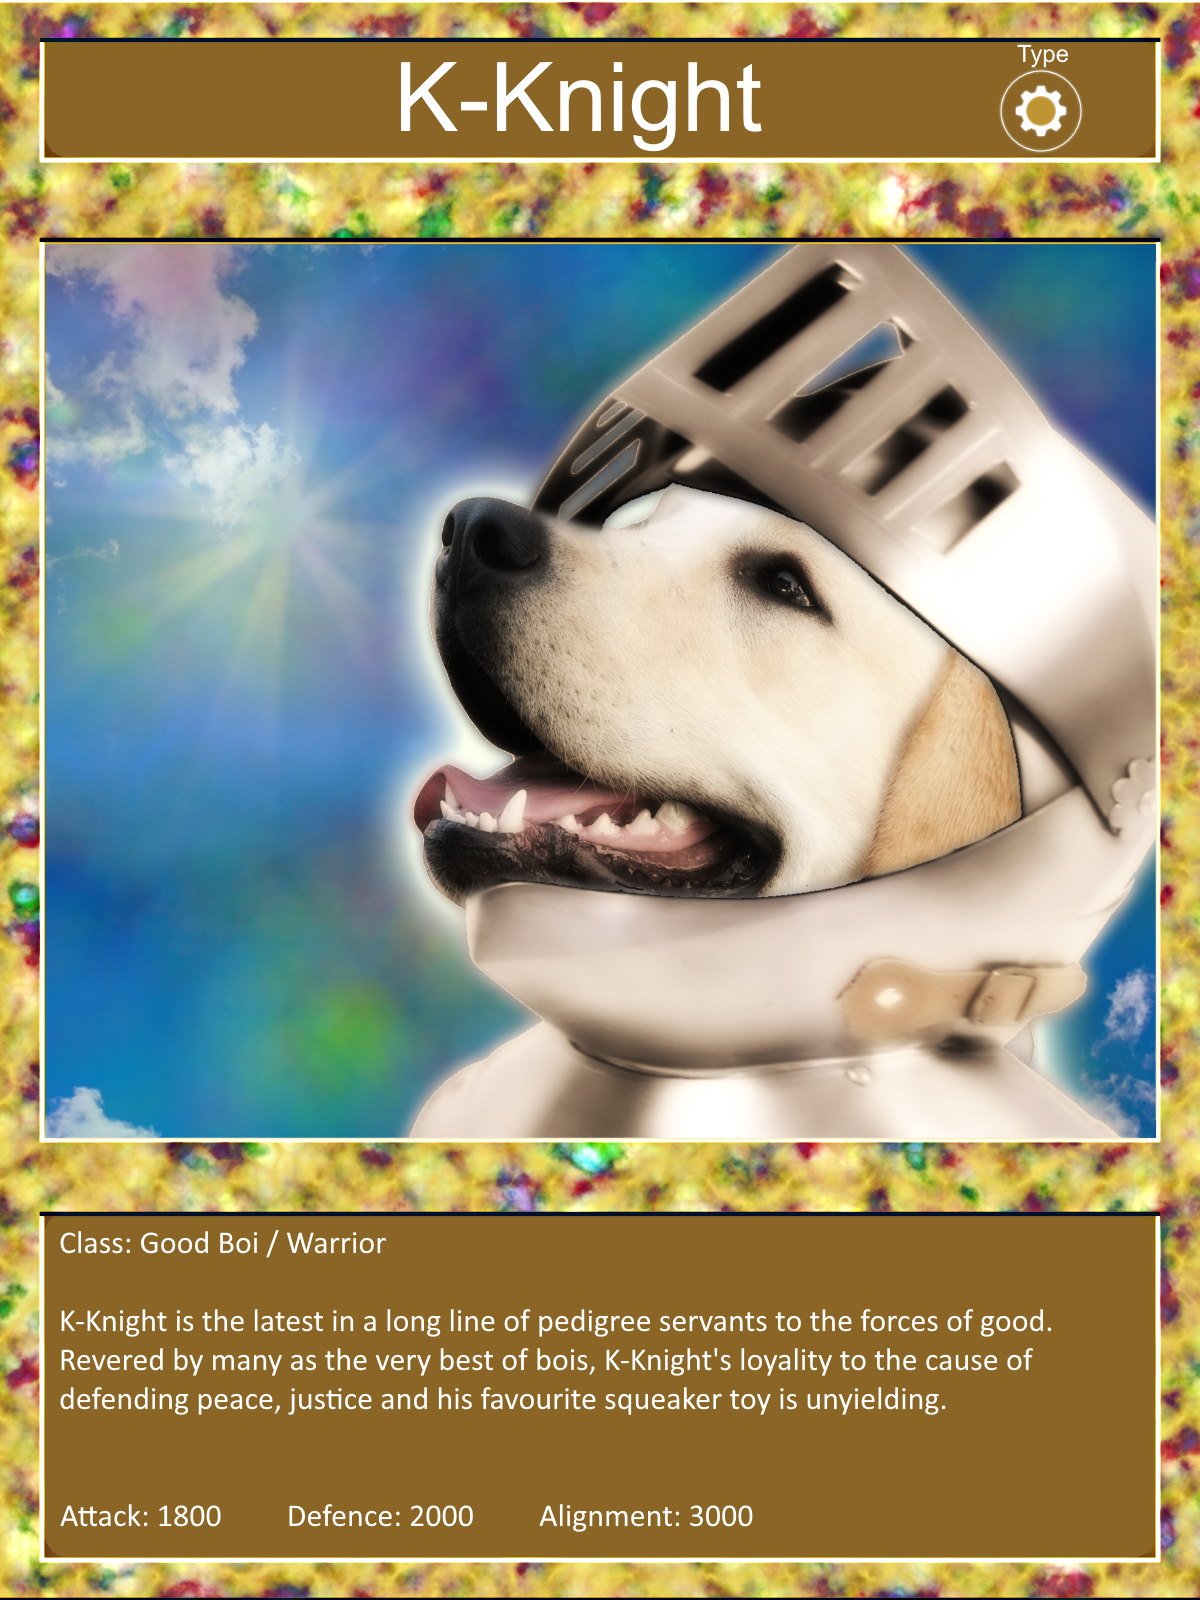 Type
K-Knight
Class: Good Boi / Warrior
K-Knight is the latest in a long line of pedigree servants to the forces of good.
Revered by many as the very best of bois, K-Knight's loyality to the cause of
defending peace, justice and his favourite squeaker toy is unyielding.
Attack: 1800 Defence: 2000 Alignment: 3000